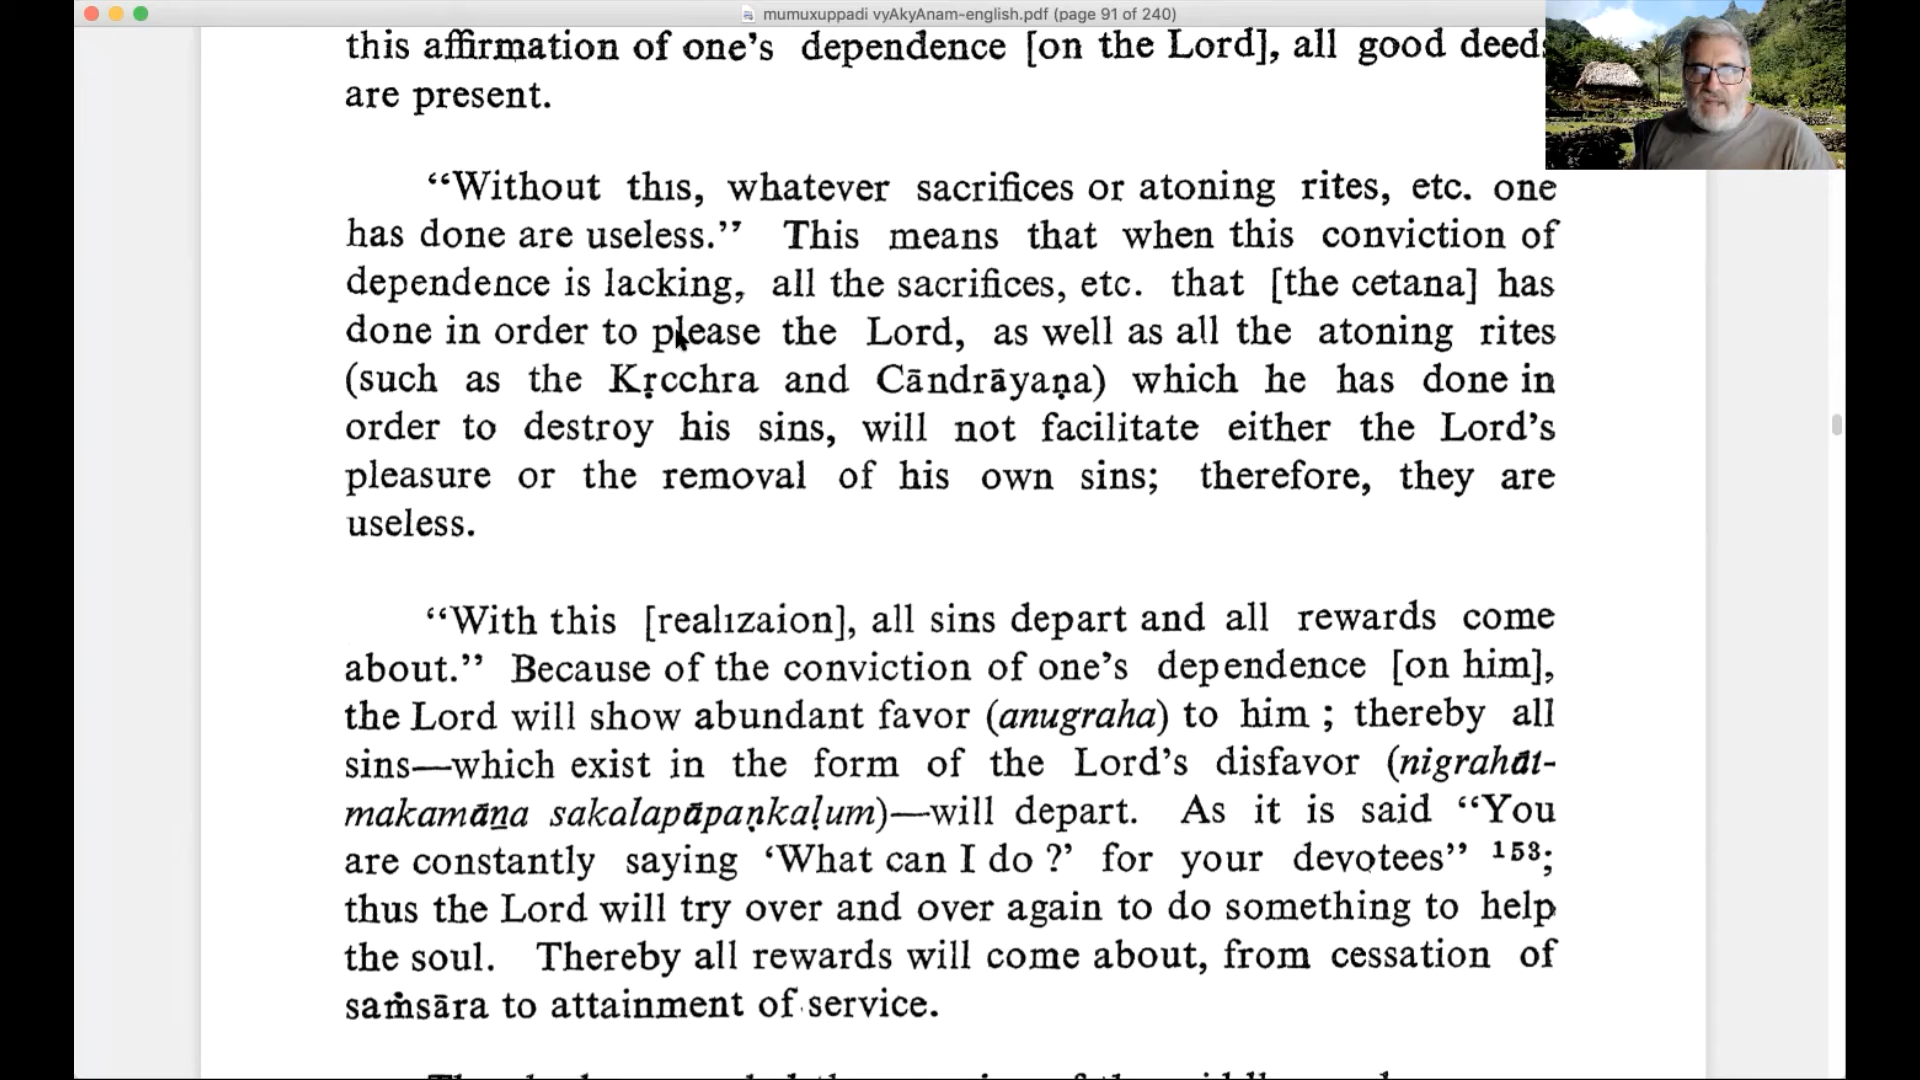 mumuxuppadi vyAkyAnam-english.pdf (page 91 of 240)
this affirmation of one's dependence [on the Lord], all good deed
are present.
“Without this, whatever sacrifices or atoning rites, etc. one
has done are useless.” This means that when this conviction of
dependence is lacking, all the sacrifices, etc. that [the cetana] has
done in order to please the Lord, as well as all the atoning rites
(such as the Kṛcchra and Cāndrāyaṇa) which he has done in
order to destroy his sins, will not facilitate either the Lord's
pleasure or the removal of his own sins; therefore, they are
useless.
“With this [realızaion], all sins depart and all rewards come
about.” Because of the conviction of one's dependence [on him],
the Lord will show abundant favor (anugraha) to him ; thereby all
sins—which exist in the form of the Lord's disfavor (nigrahāt-
makamāṉa sakalapāpaṇkaḷum)—will depart. As it is said “You
are constantly saying ‘What can I do ?’ for your devotees” 153;
thus the Lord will try over and over again to do something to help
the soul. Thereby all rewards will come about, from cessation of
saṁsāra to attainment of service.